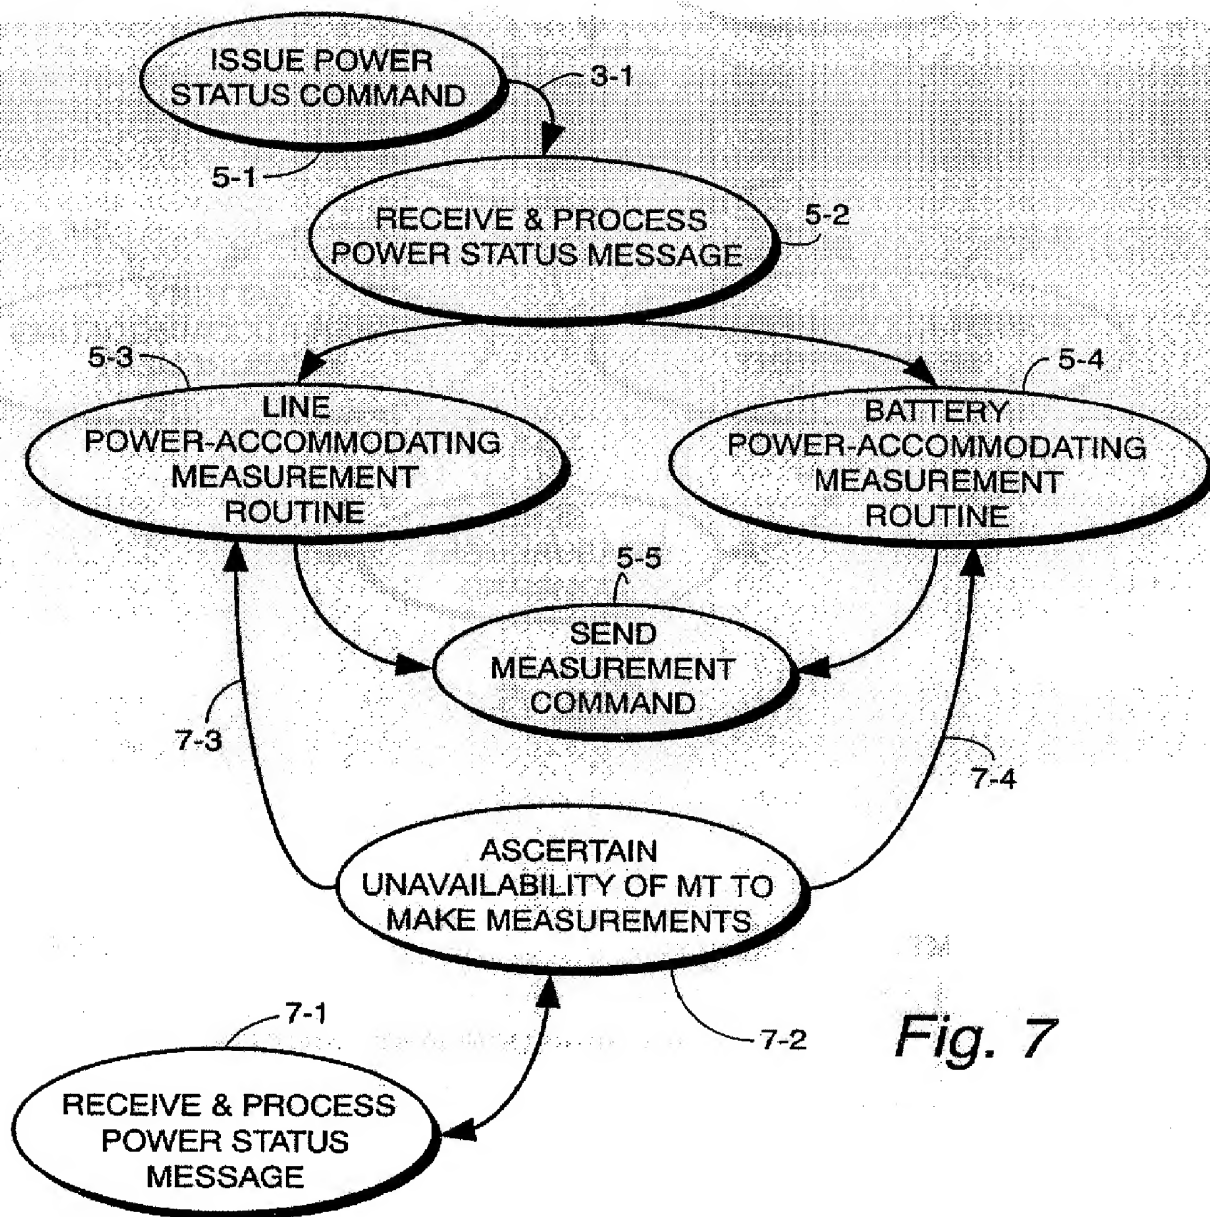 ISSUE POWER
STATUS COMMAND
3-1
5-1
RECEIVE & PROCESS
POWER STATUS MESSAGE
5-2
5-3
LINE
POWER-ACCOMMODATING
MEASUREMENT
ROUTINE
5-4
BATTERY
POWER-ACCOMMODATING
MEASUREMENT
ROUTINE
5-5
SEND
MEASUREMENT
COMMAND
7-3
7-4
ASCERTAIN
UNAVAILABILITY OF MT TO
MAKE MEASUREMENTS
7-2
7-1
RECEIVE & PROCESS
POWER STATUS
MESSAGE
Fig. 7